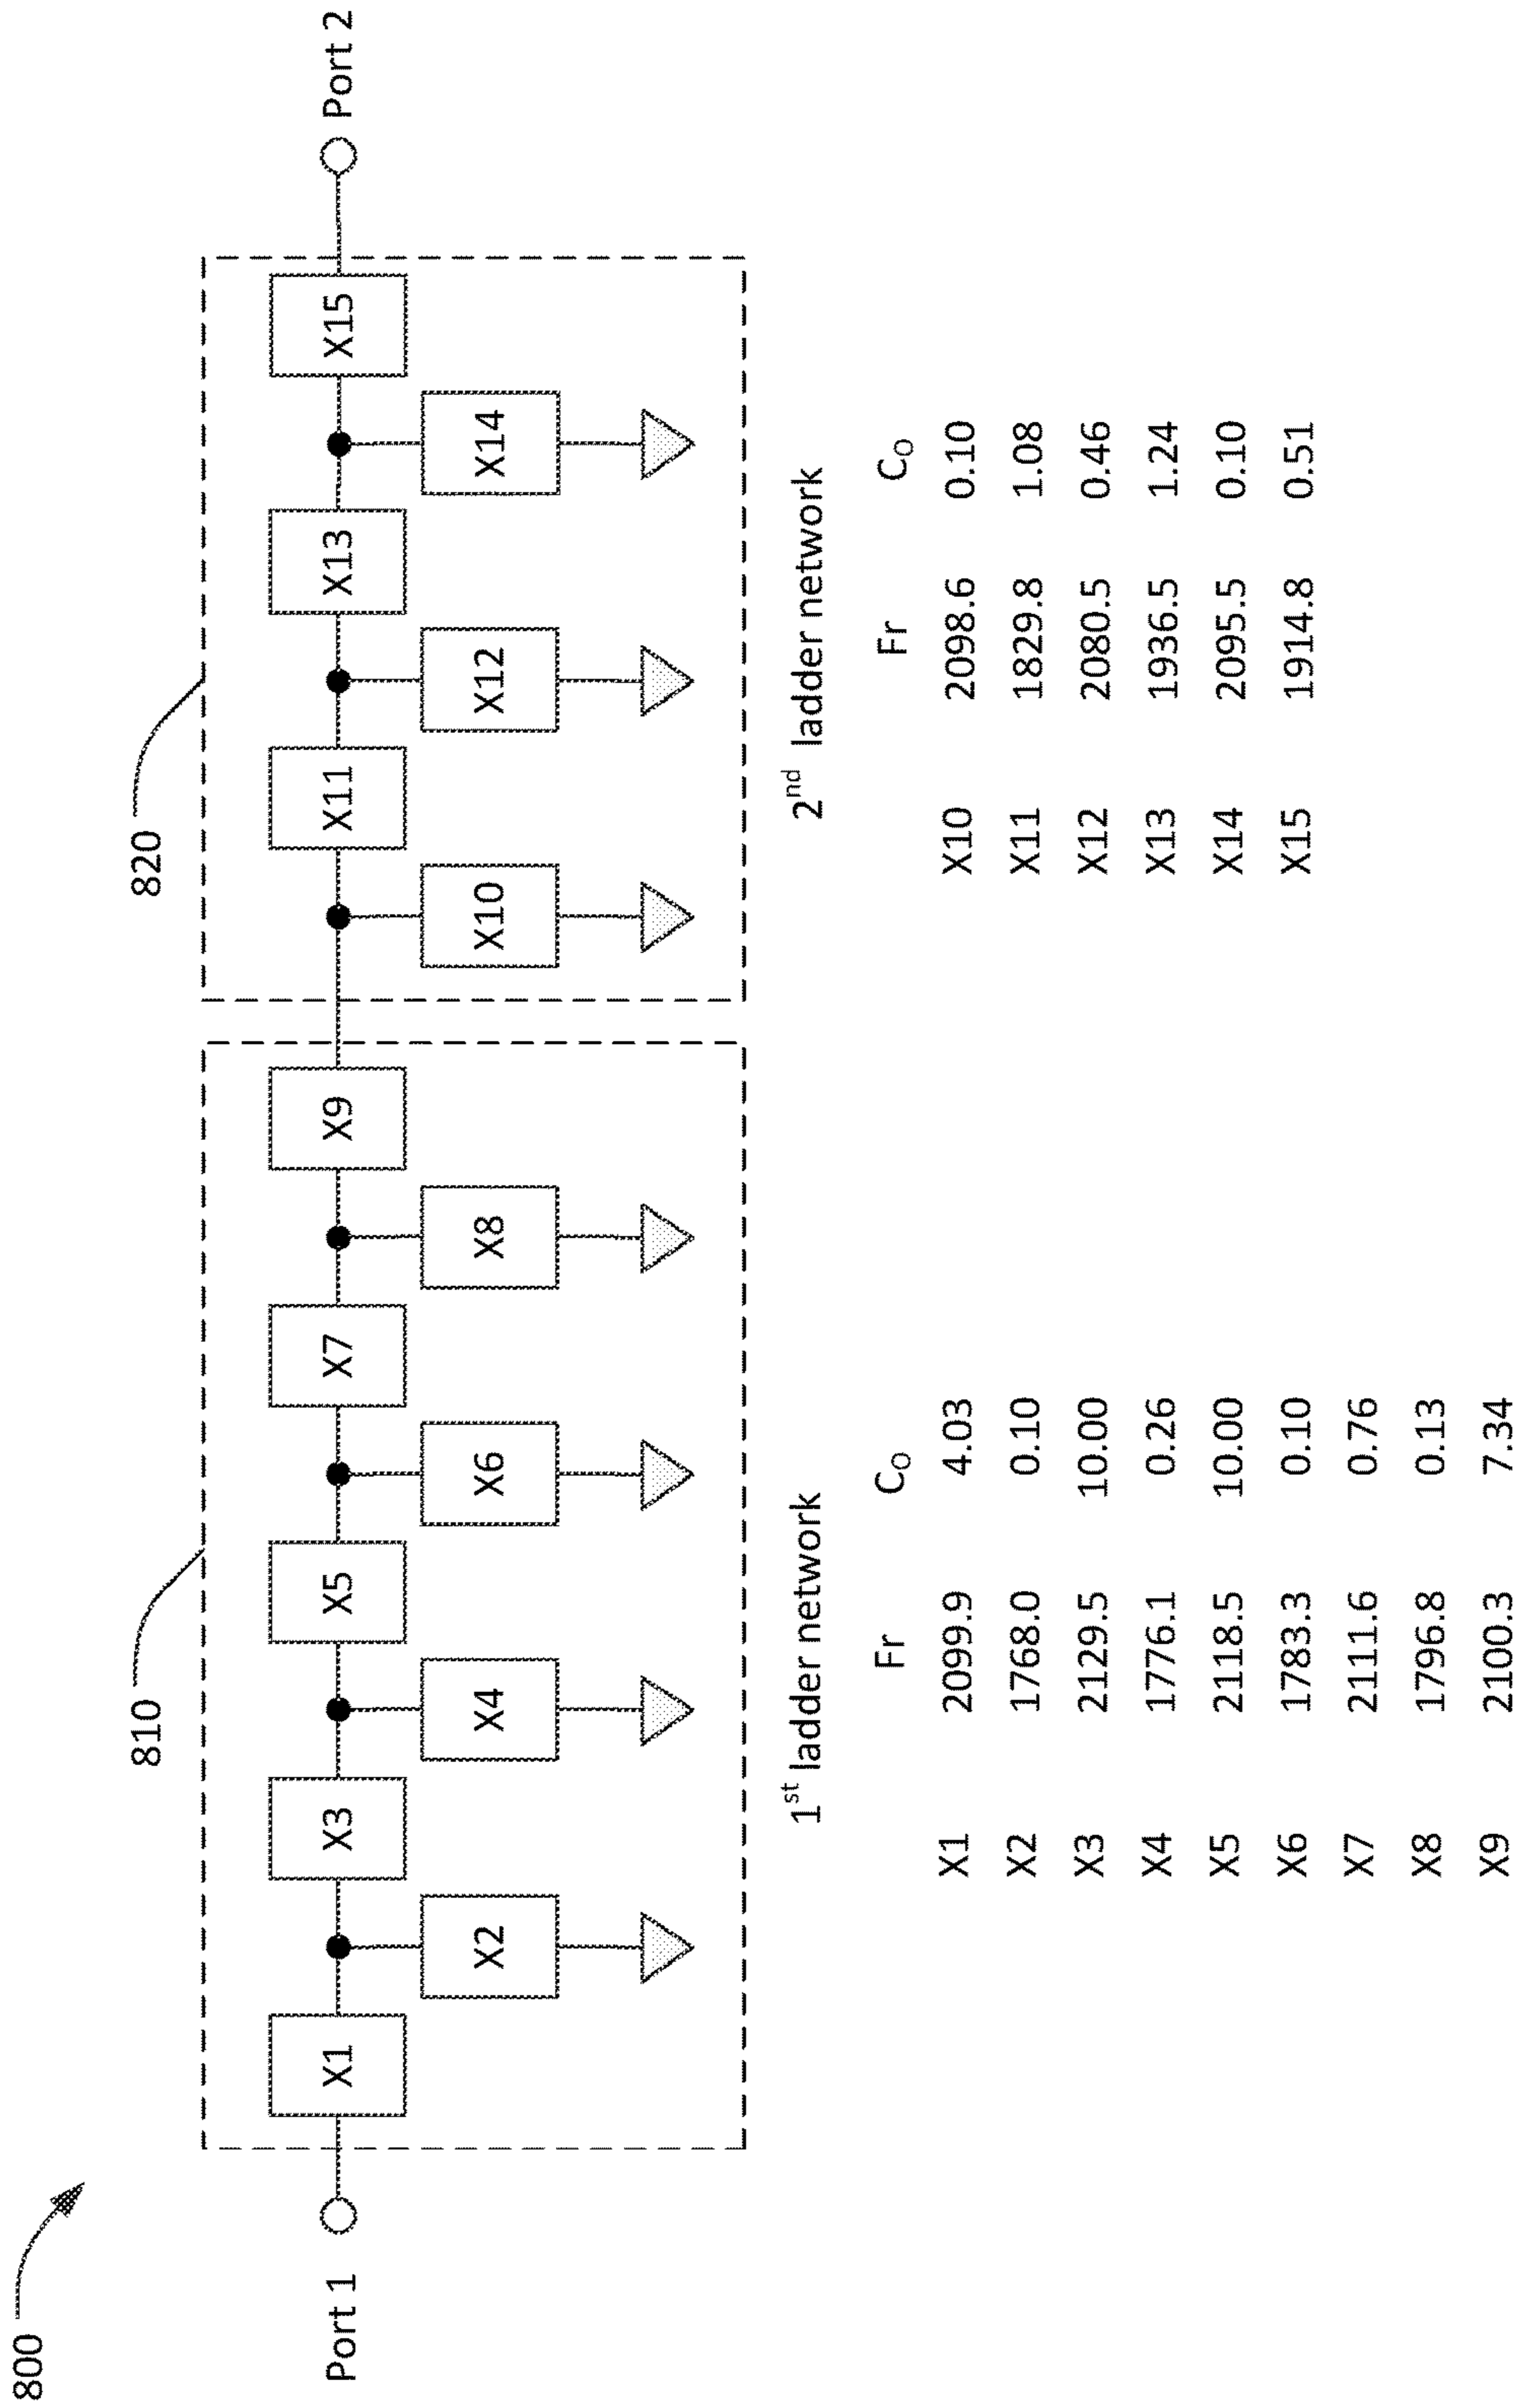 800
810
820
Port 1
X1
X3
X5
X7
X9
X11
X13
X15
Port 2
X2
X4
X6
X8
X10
X12
X14
1st ladder network
Fr CO
X1 2099.9 4.03
X2 1768.0 0.10
X3 2129.5 10.00
X4 1776.1 0.26
X5 2118.5 10.00
X6 1783.3 0.10
X7 2111.6 0.76
X8 1796.8 0.13
X9 2100.3 7.34
2nd ladder network
Fr CO
X10 2098.6 0.10
X11 1829.8 1.08
X12 2080.5 0.46
X13 1936.5 1.24
X14 2095.5 0.10
X15 1914.8 0.51